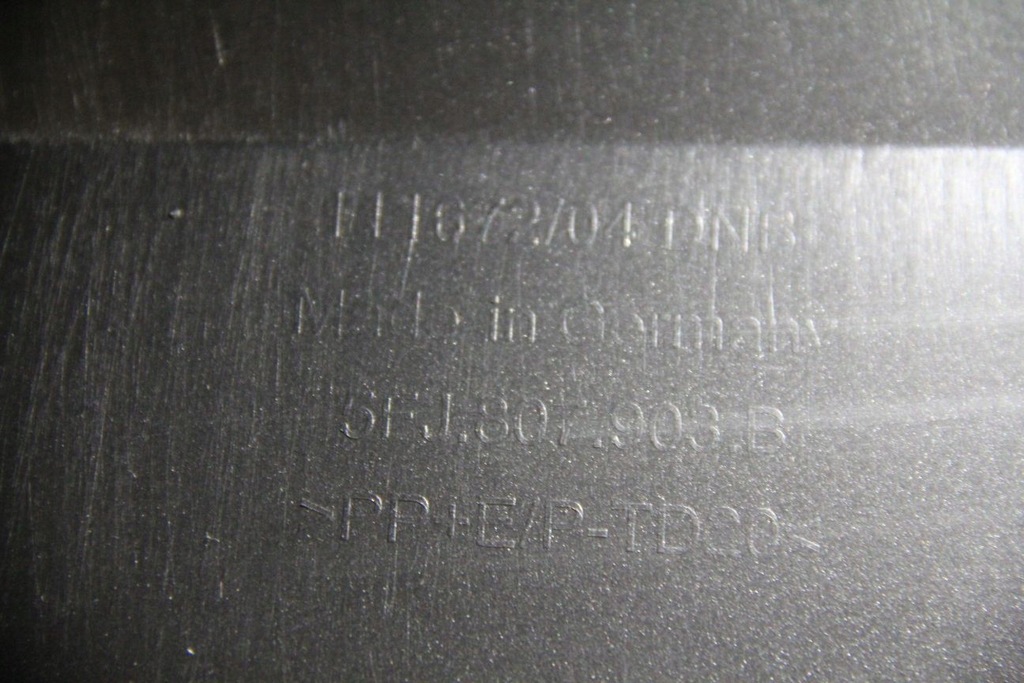 Made in Germany
5FJ.807.903.B
>PP+E/P-TD20<